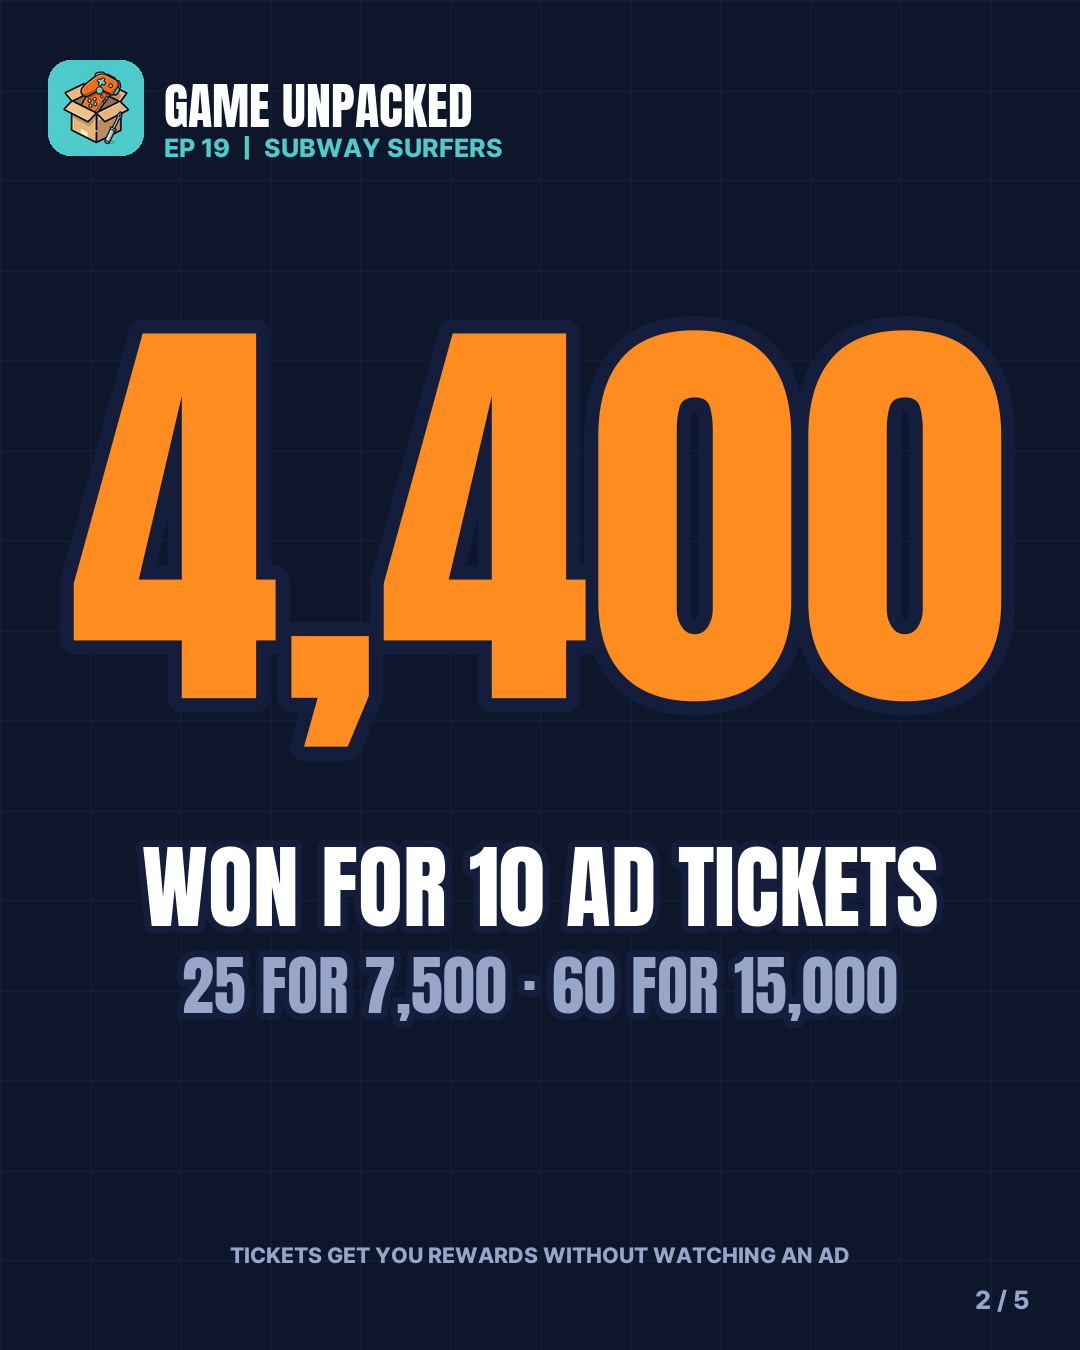 GAME UNPACKED
EP 19 | SUBWAY SURFERS
4,400
WON FOR 10 AD TICKETS
25 FOR 7,500 · 60 FOR 15,000
TICKETS GET YOU REWARDS WITHOUT WATCHING AN AD
2 / 5